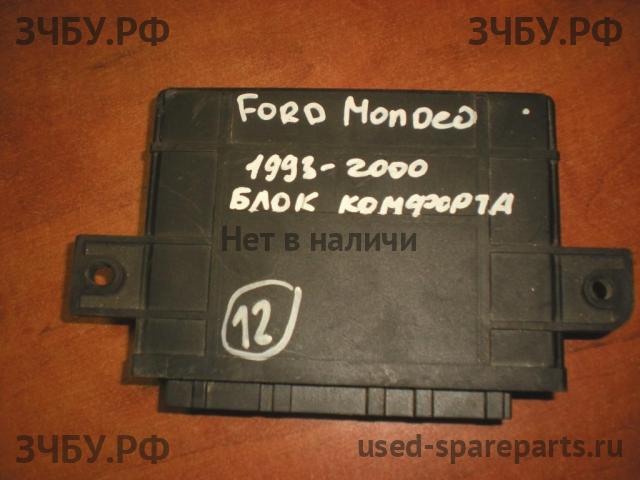 ЗЧБУ.РФ ЗЧБУ.РФ
FORD MONDEO
1993-2000
БЛОК КОМФОРТА
Нет в наличи
12
ЗЧБУ.РФ used-spareparts.ru